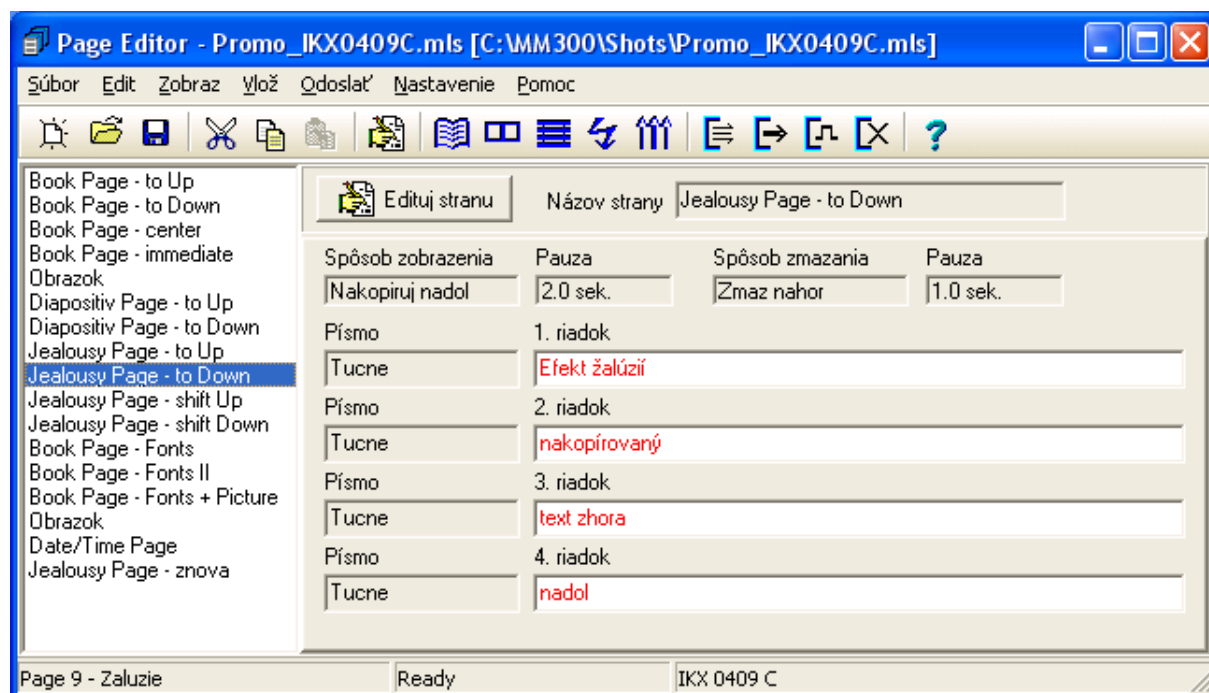 Page Editor - Promo_IKX0409C.mls [C:\MM300\Shots\Promo_IKX0409C.mls]
Súbor Edit Zobraz Vlož Odoslať Nastavenie Pomoc
Book Page - to Up
Book Page - to Down
Book Page - center
Book Page - immediate
Obrazok
Diapositiv Page - to Up
Diapositiv Page - to Down
Jealousy Page - to Up
Jealousy Page - to Down
Jealousy Page - shift Up
Jealousy Page - shift Down
Book Page - Fonts
Book Page - Fonts II
Book Page - Fonts + Picture
Obrazok
Date/Time Page
Jealousy Page - znova
Edituj stranu Názov strany Jealousy Page - to Down
Spôsob zobrazenia Pauza Spôsob zmazania Pauza
Nakopiruj nadol 2.0 sek. Zmaz nahor 1.0 sek.
Písmo 1. riadok
Tucne Efekt žalúzií
Písmo 2. riadok
Tucne nakopírovaný
Písmo 3. riadok
Tucne text zhora
Písmo 4. riadok
Tucne nadol
Page 9 - Zaluzie Ready IKX 0409 C